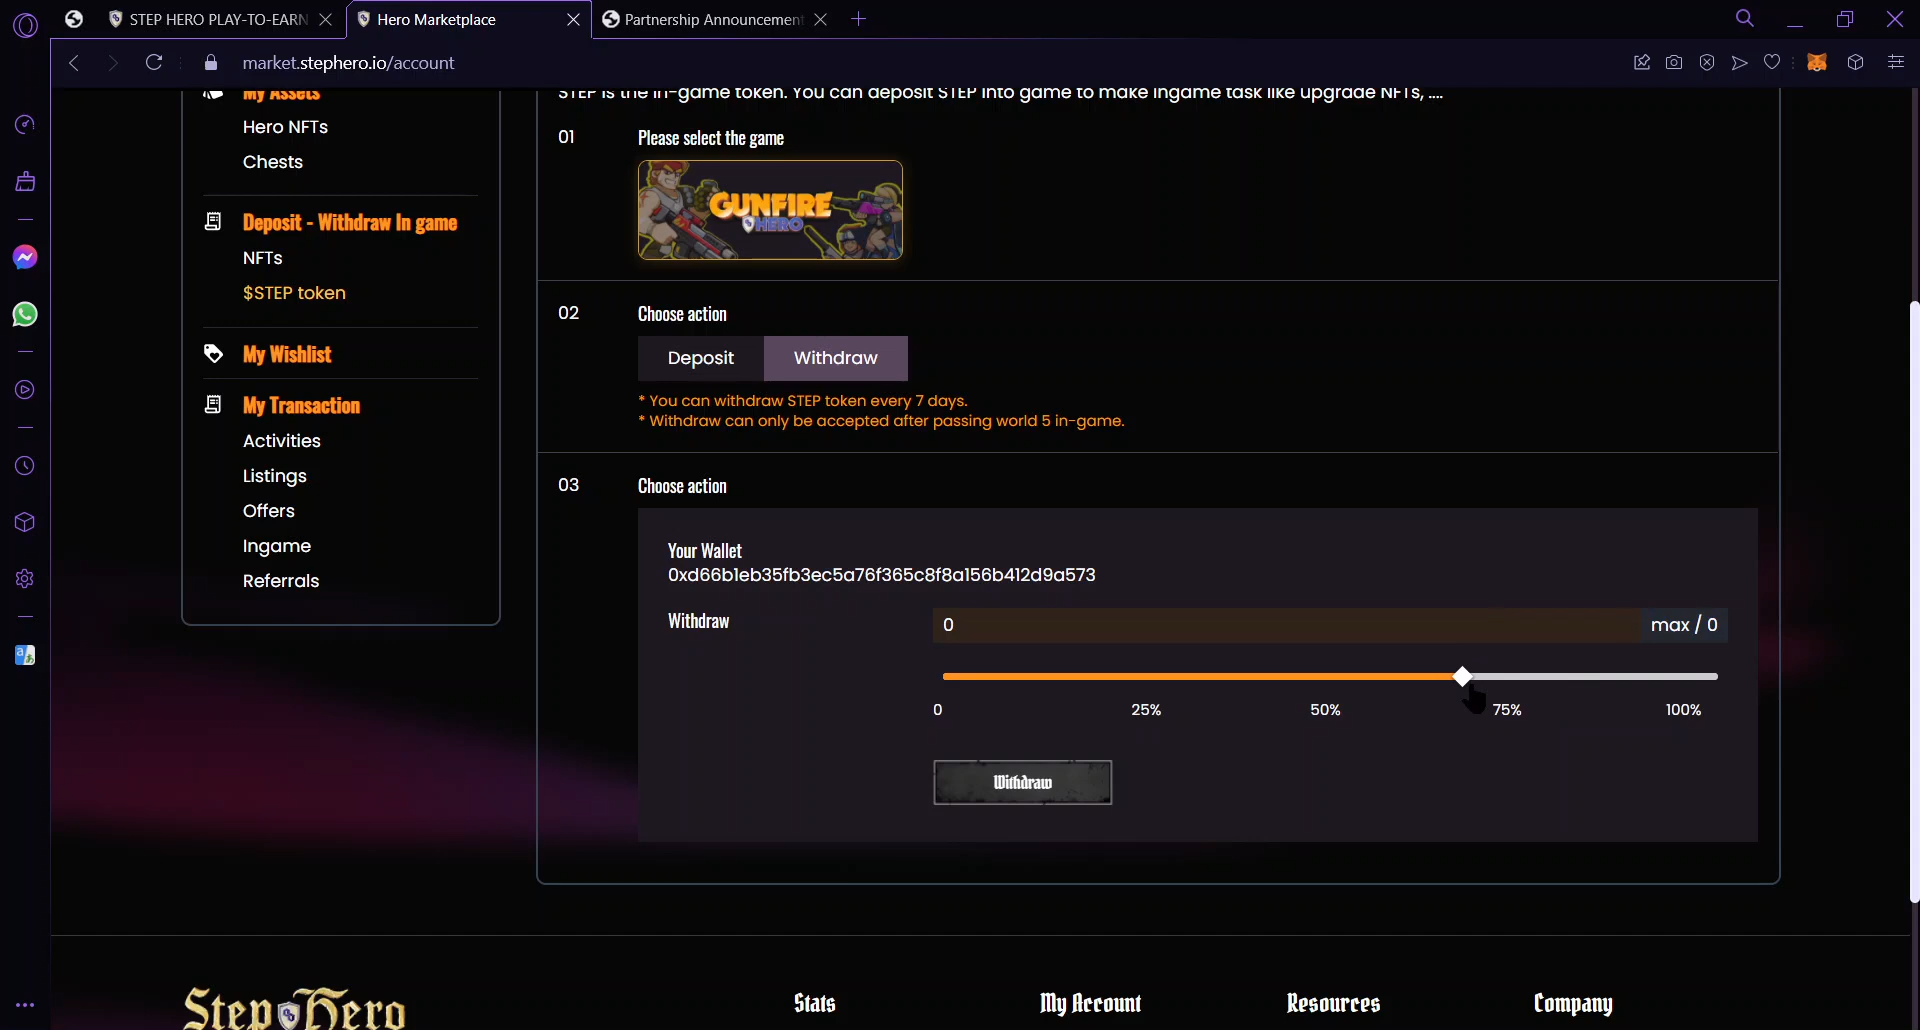 STEP HERO PLAY-TO-EARN
Hero Marketplace
Partnership Announcement
market.stephero.io/account
My Assets
Hero NFTs
Chests
Deposit - Withdraw In game
NFTs
$STEP token
My Wishlist
My Transaction
Activities
Listings
Offers
Ingame
Referrals
STEP is the in-game token. You can deposit STEP into game to make ingame task like upgrade NFTs, ....
01
Please select the game
GUNFIRE
HERO
02
Choose action
Deposit
Withdraw
* You can withdraw STEP token every 7 days.
* Withdraw can only be accepted after passing world 5 in-game.
03
Choose action
Your Wallet
0xd66b1eb35fb3ec5a76f365c8f8a156b412d9a573
Withdraw
0
max / 0
0
25%
50%
75%
100%
Withdraw
Step Hero
Stats
My Account
Resources
Company